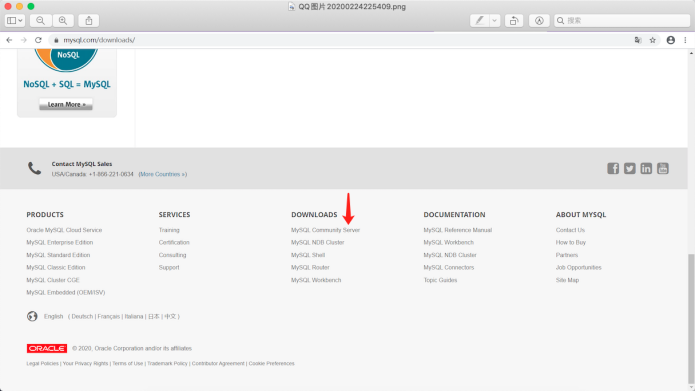 QQ图片20200224225409.png
搜索
mysql.com/downloads/
NoSQL
NoSQL + SQL = MySQL
Learn More »
Contact MySQL Sales
USA/Canada: +1-866-221-0634 (More Countries »)
PRODUCTS
Oracle MySQL Cloud Service
MySQL Enterprise Edition
MySQL Standard Edition
MySQL Classic Edition
MySQL Cluster CGE
MySQL Embedded (OEM/ISV)
SERVICES
Training
Certification
Consulting
Support
DOWNLOADS
MySQL Community Server
MySQL NDB Cluster
MySQL Shell
MySQL Router
MySQL Workbench
DOCUMENTATION
MySQL Reference Manual
MySQL Workbench
MySQL NDB Cluster
MySQL Connectors
Topic Guides
ABOUT MYSQL
Contact Us
How to Buy
Partners
Job Opportunities
Site Map
English ( Deutsch | Français | Italiana | 日本 | 中文 )
ORACLE © 2020, Oracle Corporation and/or its affiliates
Legal Policies | Your Privacy Rights | Terms of Use | Trademark Policy | Contributor Agreement | Cookie Preferences